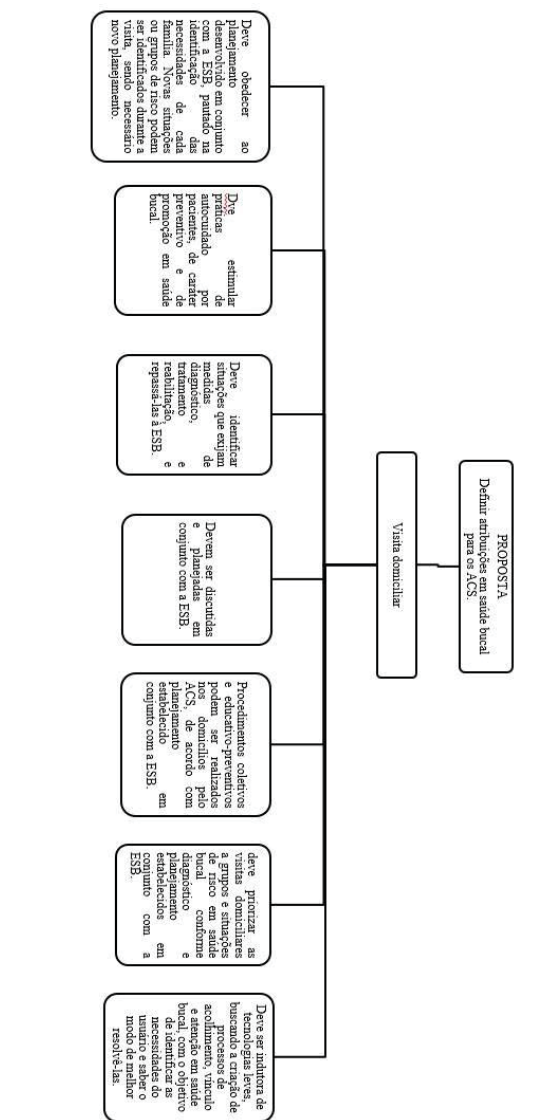 PROPOSTA
Definir atribuições em saúde bucal
para os ACS.
Visita domiciliar
Deve obedecer ao
planejamento
desenvolvido em conjunto
com a ESB, pautado na
identificação das
necessidades de cada
família. Novas situações
ou grupos de risco podem
ser identificados durante a
visita, sendo necessário
novo planejamento.
Dve estimular
práticas de
autocuidado por
pacientes, de caráter
preventivo e de
promoção em saúde
bucal.
Deve identificar
situações que exijam
medidas de
diagnóstico,
tratamento e
reabilitação, e
repassá-las à ESB.
Devem ser discutidas
e planejadas em
conjunto com a ESB.
Procedimentos coletivos
e educativo-preventivos
podem ser realizados
nos domicílios pelo
ACS, de acordo com
planejamento
estabelecido em
conjunto com a ESB.
deve priorizar as
visitas domiciliares
a grupos e situações
de risco em saúde
bucal conforme
diagnóstico e
planejamento
estabelecidos em
conjunto com a
ESB.
Deve ser indutora de
tecnologias leves,
buscando a criação de
processos de
acolhimento, vínculo
e atenção em saúde
bucal, com o objetivo
de identificar as
necessidades do
usuário e saber o
modo de melhor
resolvê-las.